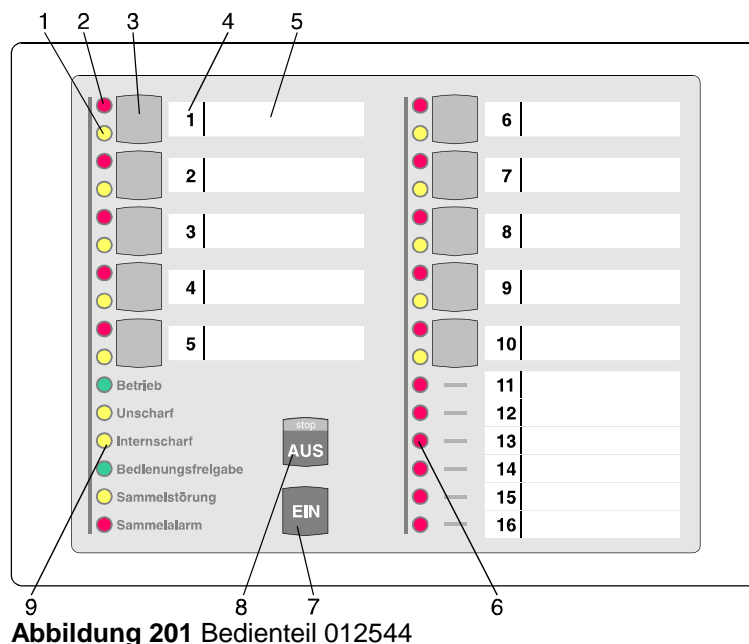 1 2 3 4 5
1
2
3
4
5
6
7
8
9
10
11
12
13
14
15
16
Betrieb
Unscharf
Internscharf
Bedienungsfreigabe
Sammelstörung
Sammelalarm
stop
AUS
EIN
9 8 7 6
Abbildung 201 Bedienteil 012544